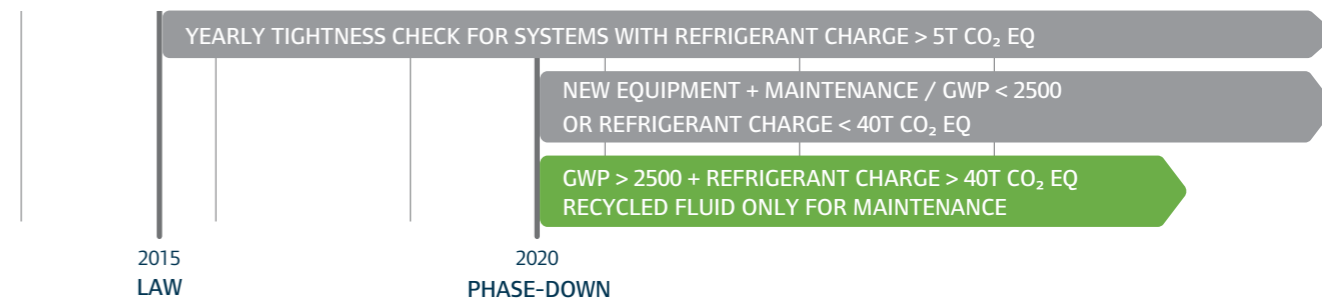 YEARLY TIGHTNESS CHECK FOR SYSTEMS WITH REFRIGERANT CHARGE > 5T CO₂ EQ
NEW EQUIPMENT + MAINTENANCE / GWP < 2500
OR REFRIGERANT CHARGE < 40T CO₂ EQ
GWP > 2500 + REFRIGERANT CHARGE > 40T CO₂ EQ
RECYCLED FLUID ONLY FOR MAINTENANCE
2015
LAW
2020
PHASE-DOWN